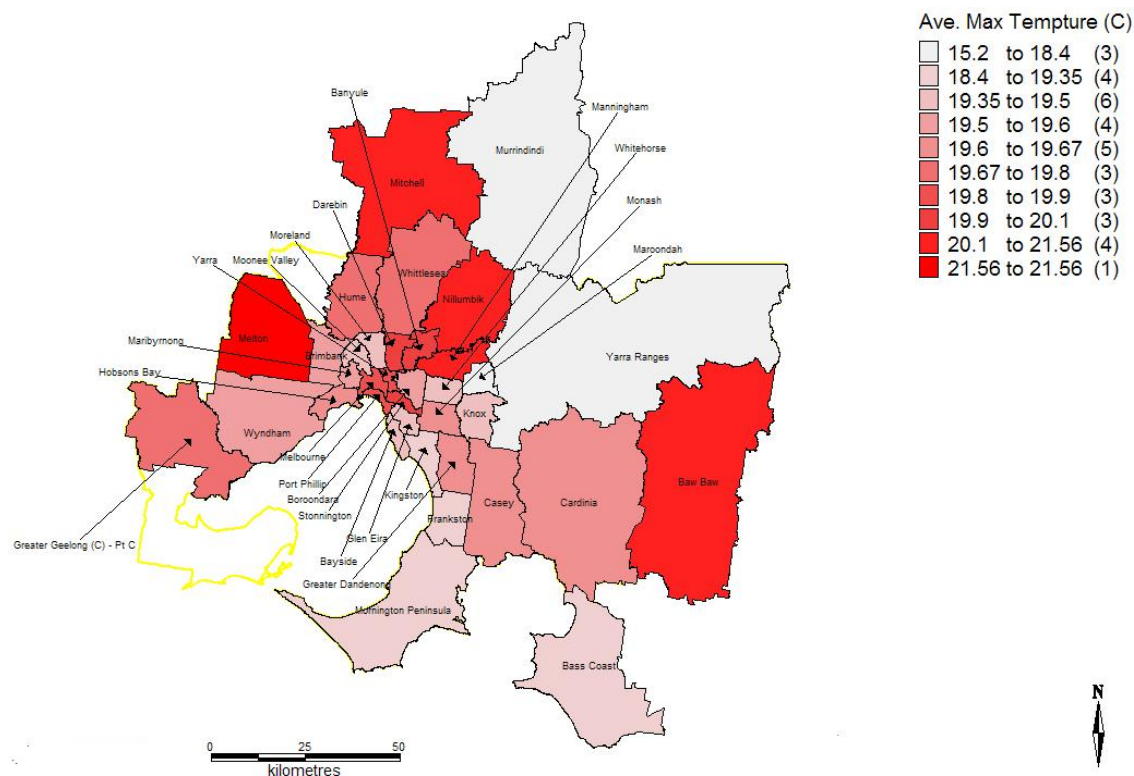 Ave. Max Tempture (C)
15.2 to 18.4 (3)
18.4 to 19.35 (4)
19.35 to 19.5 (6)
19.5 to 19.6 (4)
19.6 to 19.67 (5)
19.67 to 19.8 (3)
19.8 to 19.9 (3)
19.9 to 20.1 (3)
20.1 to 21.56 (4)
21.56 to 21.56 (1)
Banyule
Manningham
Whitehorse
Murrindindi
Mitchell
Monash
Darebin
Moreland
Moonee Valley
Maroondah
Yarra
Whittlesea
Hume
Nillumbik
Melton
Maribyrnong
Brimbank
Yarra Ranges
Hobsons Bay
Knox
Wyndham
Melbourne
Port Phillip
Baw Baw
Boroondara
Kingston
Casey
Cardinia
Stonnington
Frankston
Glen Eira
Greater Geelong (C) - Pt C
Bayside
Greater Dandenong
Mornington Peninsula
Bass Coast
N
0 25 50
kilometres